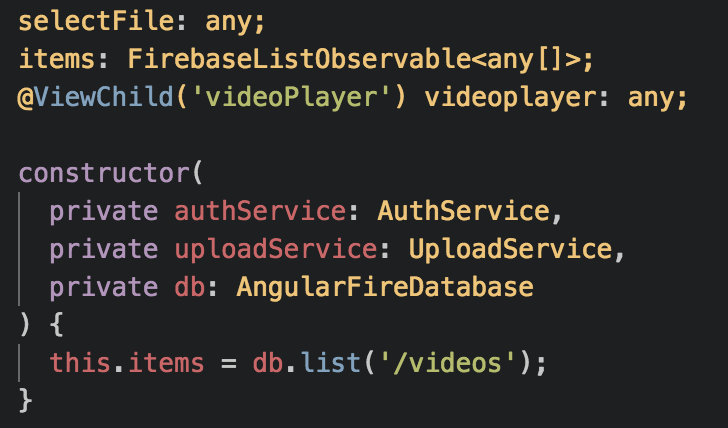 selectFile: any;
items: FirebaseListObservable<any[]>;
@ViewChild('videoPlayer') videoplayer: any;
constructor(
private authService: AuthService,
private uploadService: UploadService,
private db: AngularFireDatabase
) {
this.items = db.list('/videos');
}